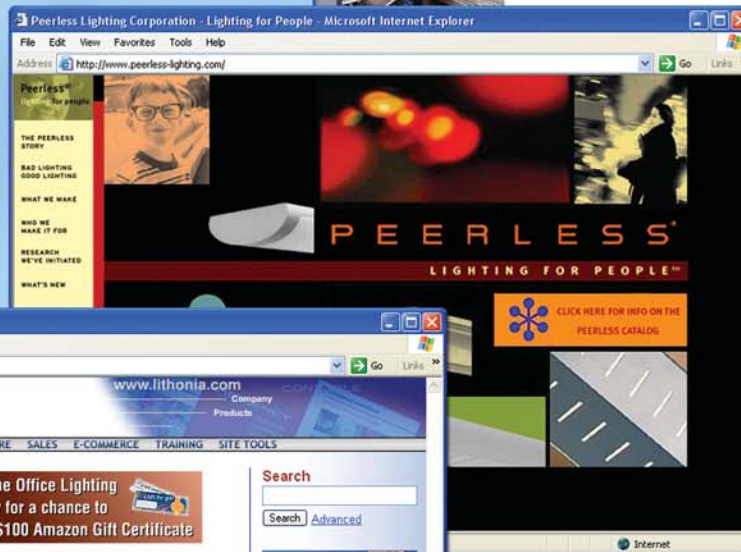 Peerless Lighting Corporation - Lighting for People - Microsoft Internet Explorer
File Edit View Favorites Tools Help
Address http://www.peerless-lighting.com/ Go Links
Peerless®
lighting for people
THE PEERLESS
STORY
BAD LIGHTING
GOOD LIGHTING
WHAT WE MAKE
WHO WE
MAKE IT FOR
RESEARCH
WE'VE INITIATED
WHAT'S NEW
PEERLESS®
LIGHTING FOR PEOPLE™
CLICK HERE FOR INFO ON THE
PEERLESS CATALOG
Go Links »
www.lithonia.com
CONTROLS
Company
Products
RE SALES E-COMMERCE TRAINING SITE TOOLS
ne Office Lighting
for a chance to
$100 Amazon Gift Certificate
Search
Search Advanced
Internet